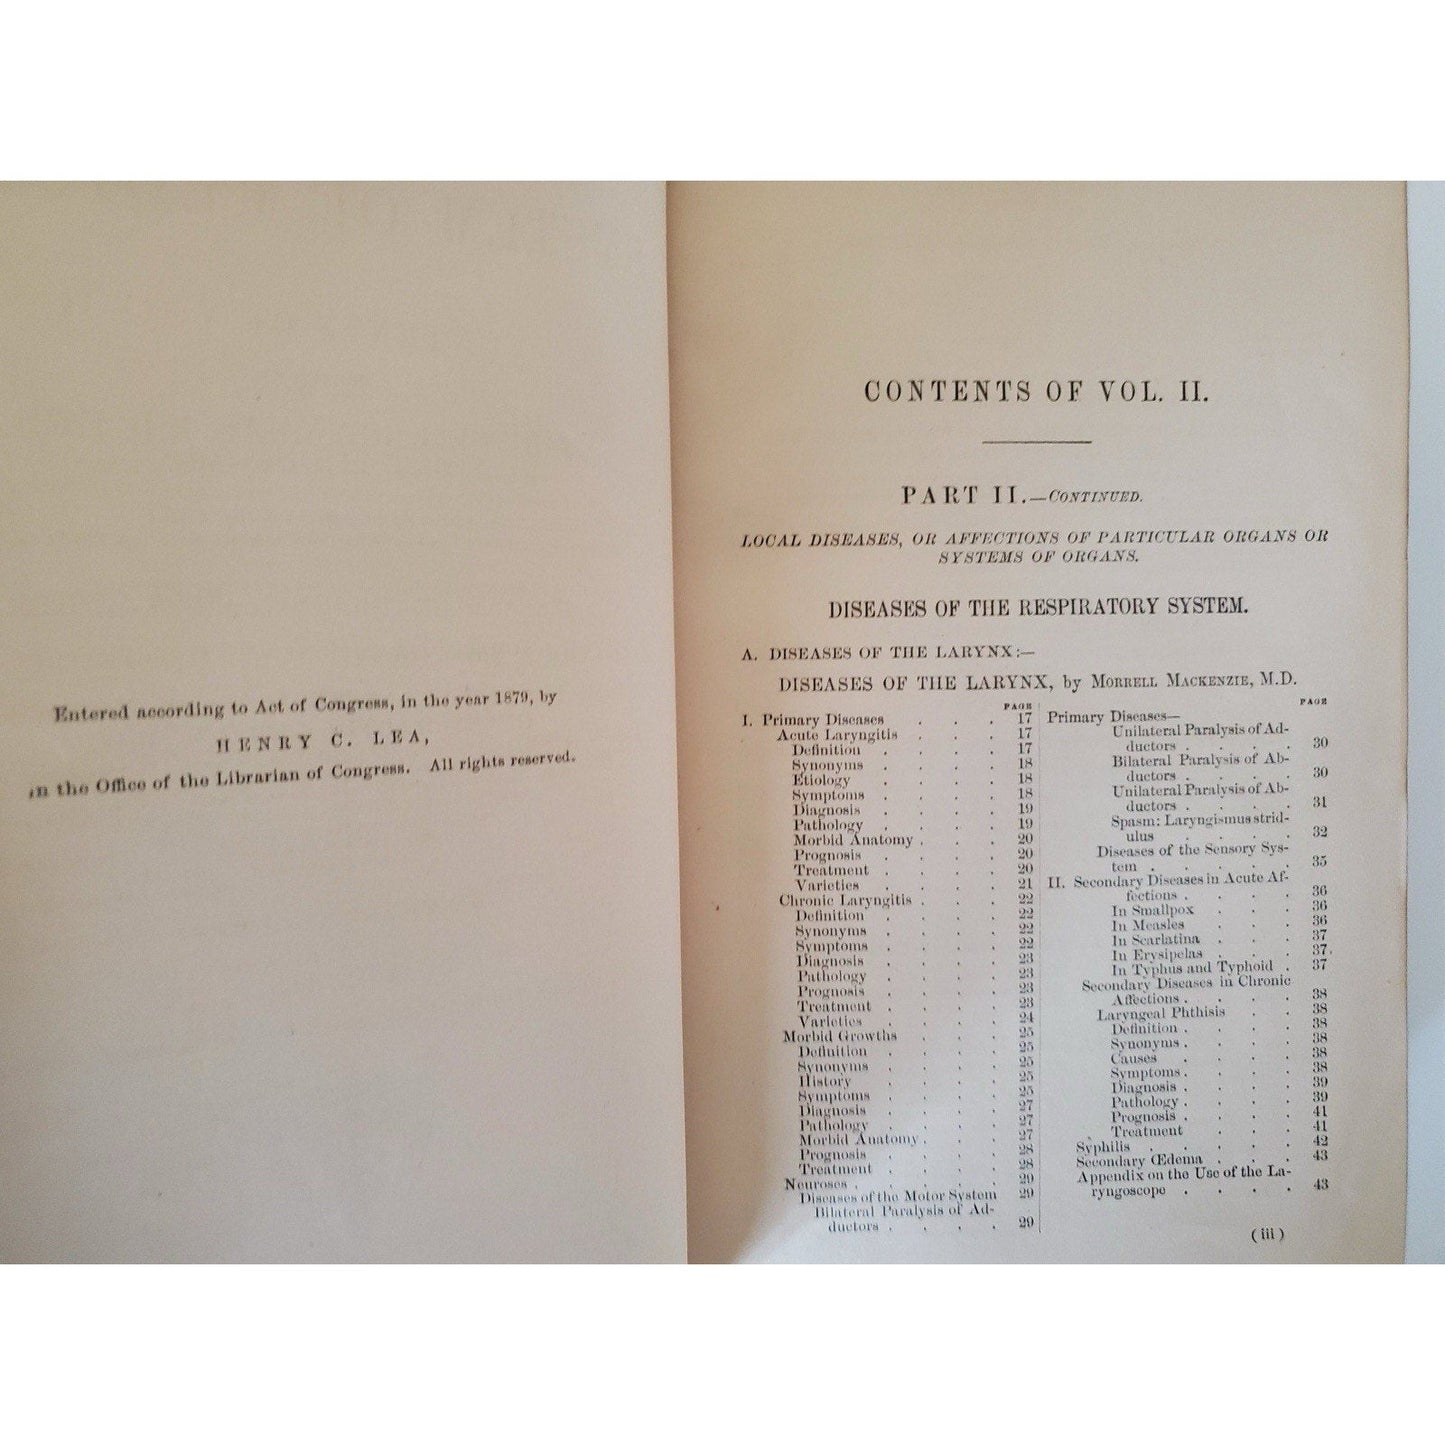 Entered according to Act of Congress, in the year 1879, by
HENRY C. LEA,
in the Office of the Librarian of Congress. All rights reserved.
CONTENTS OF VOL. II.
PART II.—CONTINUED.
LOCAL DISEASES, OR AFFECTIONS OF PARTICULAR ORGANS OR
SYSTEMS OF ORGANS.
DISEASES OF THE RESPIRATORY SYSTEM.
A. DISEASES OF THE LARYNX:—
DISEASES OF THE LARYNX, by MORRELL MACKENZIE, M.D.
PAGE
I. Primary Diseases . . . 17
Acute Laryngitis . . . 17
Definition . . . . 17
Synonyms . . . . 18
Etiology . . . . 18
Symptoms . . . . 18
Diagnosis . . . . 19
Pathology . . . . 19
Morbid Anatomy . . . 20
Prognosis . . . . 20
Treatment . . . . 20
Varieties . . . . 21
Chronic Laryngitis . . . 22
Definition . . . . 22
Synonyms . . . . 22
Symptoms . . . . 22
Diagnosis . . . . 23
Pathology . . . . 23
Prognosis . . . . 23
Treatment . . . . 23
Varieties . . . . 24
Morbid Growths . . . 25
Definition . . . . 25
Synonyms . . . . 25
History . . . . 25
Symptoms . . . . 25
Diagnosis . . . . 27
Pathology . . . . 27
Morbid Anatomy . . . 27
Prognosis . . . . 28
Treatment . . . . 28
Neuroses . . . . . 29
Diseases of the Motor System 29
Bilateral Paralysis of Ad-
ductors . . . . 29
PAGE
Primary Diseases—
Unilateral Paralysis of Ad-
ductors . . . . 30
Bilateral Paralysis of Ab-
ductors . . . . 30
Unilateral Paralysis of Ab-
ductors . . . . 31
Spasm: Laryngismus strid-
ulus . . . . 32
Diseases of the Sensory Sys-
tem . . . . . 35
II. Secondary Diseases in Acute Af-
fections . . . . 36
In Smallpox . . . 36
In Measles . . . 36
In Scarlatina . . . 37
In Erysipelas . . . 37
In Typhus and Typhoid . 37
Secondary Diseases in Chronic
Affections . . . . 38
Laryngeal Phthisis . . 38
Definition . . . . 38
Synonyms . . . . 38
Causes . . . . 38
Symptoms . . . . 38
Diagnosis . . . . 39
Pathology . . . . 39
Prognosis . . . . 41
Treatment . . . 41
Syphilis . . . . . 42
Secondary Œdema . . . 43
Appendix on the Use of the La-
ryngoscope . . . . 43
( iii )